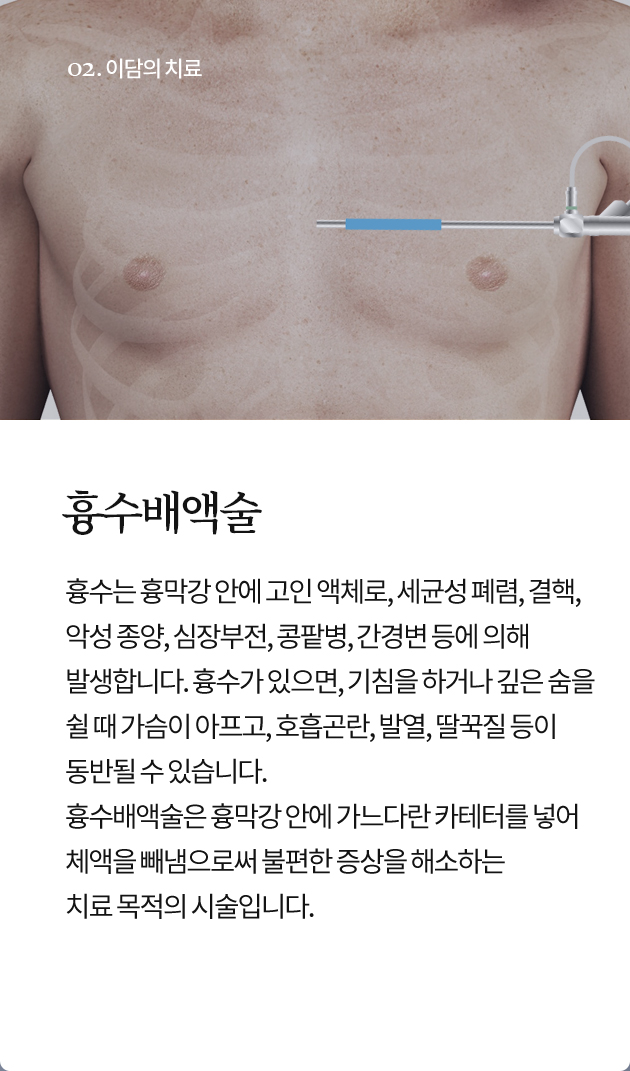 02. 이담의 치료
흉수배액술
흉수는 흉막강 안에 고인 액체로, 세균성 폐렴, 결핵,
악성 종양, 심장부전, 콩팥병, 간경변 등에 의해
발생합니다. 흉수가 있으면, 기침을 하거나 깊은 숨을
쉴 때 가슴이 아프고, 호흡곤란, 발열, 딸꾹질 등이
동반될 수 있습니다.
흉수배액술은 흉막강 안에 가느다란 카테터를 넣어
체액을 빼냄으로써 불편한 증상을 해소하는
치료 목적의 시술입니다.